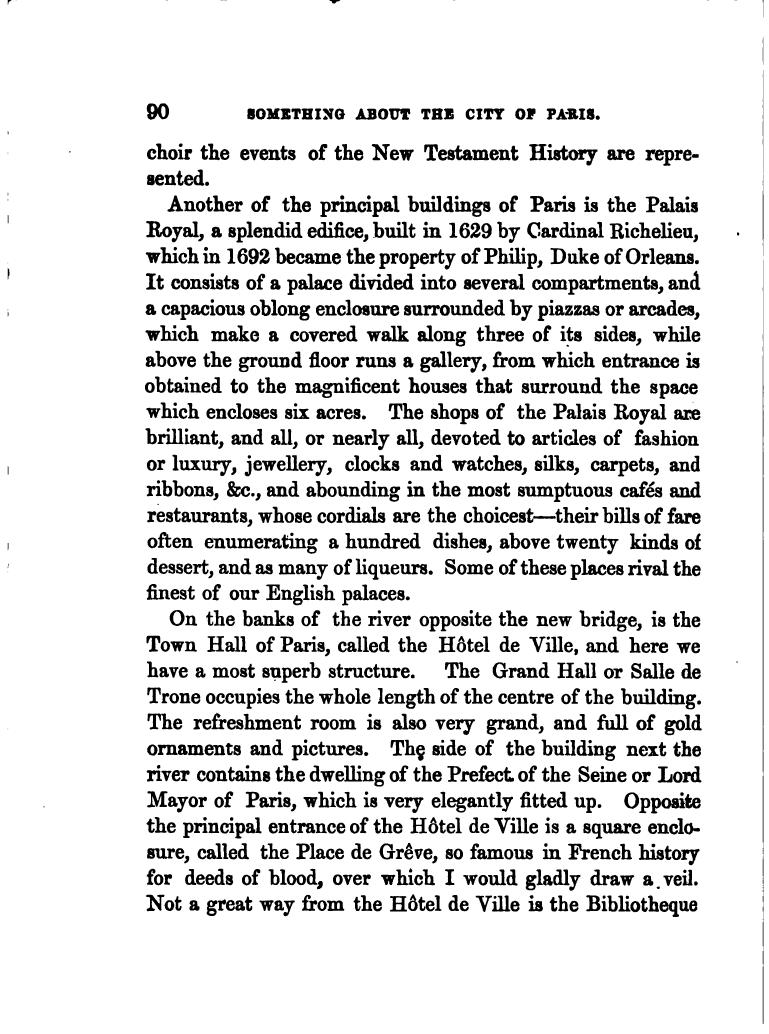 90 SOMETHING ABOUT THE CITY OF PARIS.
choir the events of the New Testament History are repre-
sented.
Another of the principal buildings of Paris is the Palais
Royal, a splendid edifice, built in 1629 by Cardinal Richelieu,
which in 1692 became the property of Philip, Duke of Orleans.
It consists of a palace divided into several compartments, and
a capacious oblong enclosure surrounded by piazzas or arcades,
which make a covered walk along three of its sides, while
above the ground floor runs a gallery, from which entrance is
obtained to the magnificent houses that surround the space
which encloses six acres. The shops of the Palais Royal are
brilliant, and all, or nearly all, devoted to articles of fashion
or luxury, jewellery, clocks and watches, silks, carpets, and
ribbons, &c., and abounding in the most sumptuous cafés and
restaurants, whose cordials are the choicest—their bills of fare
often enumerating a hundred dishes, above twenty kinds of
dessert, and as many of liqueurs. Some of these places rival the
finest of our English palaces.
On the banks of the river opposite the new bridge, is the
Town Hall of Paris, called the Hôtel de Ville, and here we
have a most superb structure. The Grand Hall or Salle de
Trone occupies the whole length of the centre of the building.
The refreshment room is also very grand, and full of gold
ornaments and pictures. The side of the building next the
river contains the dwelling of the Prefect of the Seine or Lord
Mayor of Paris, which is very elegantly fitted up. Opposite
the principal entrance of the Hôtel de Ville is a square enclo-
sure, called the Place de Grêve, so famous in French history
for deeds of blood, over which I would gladly draw a veil.
Not a great way from the Hôtel de Ville is the Bibliotheque